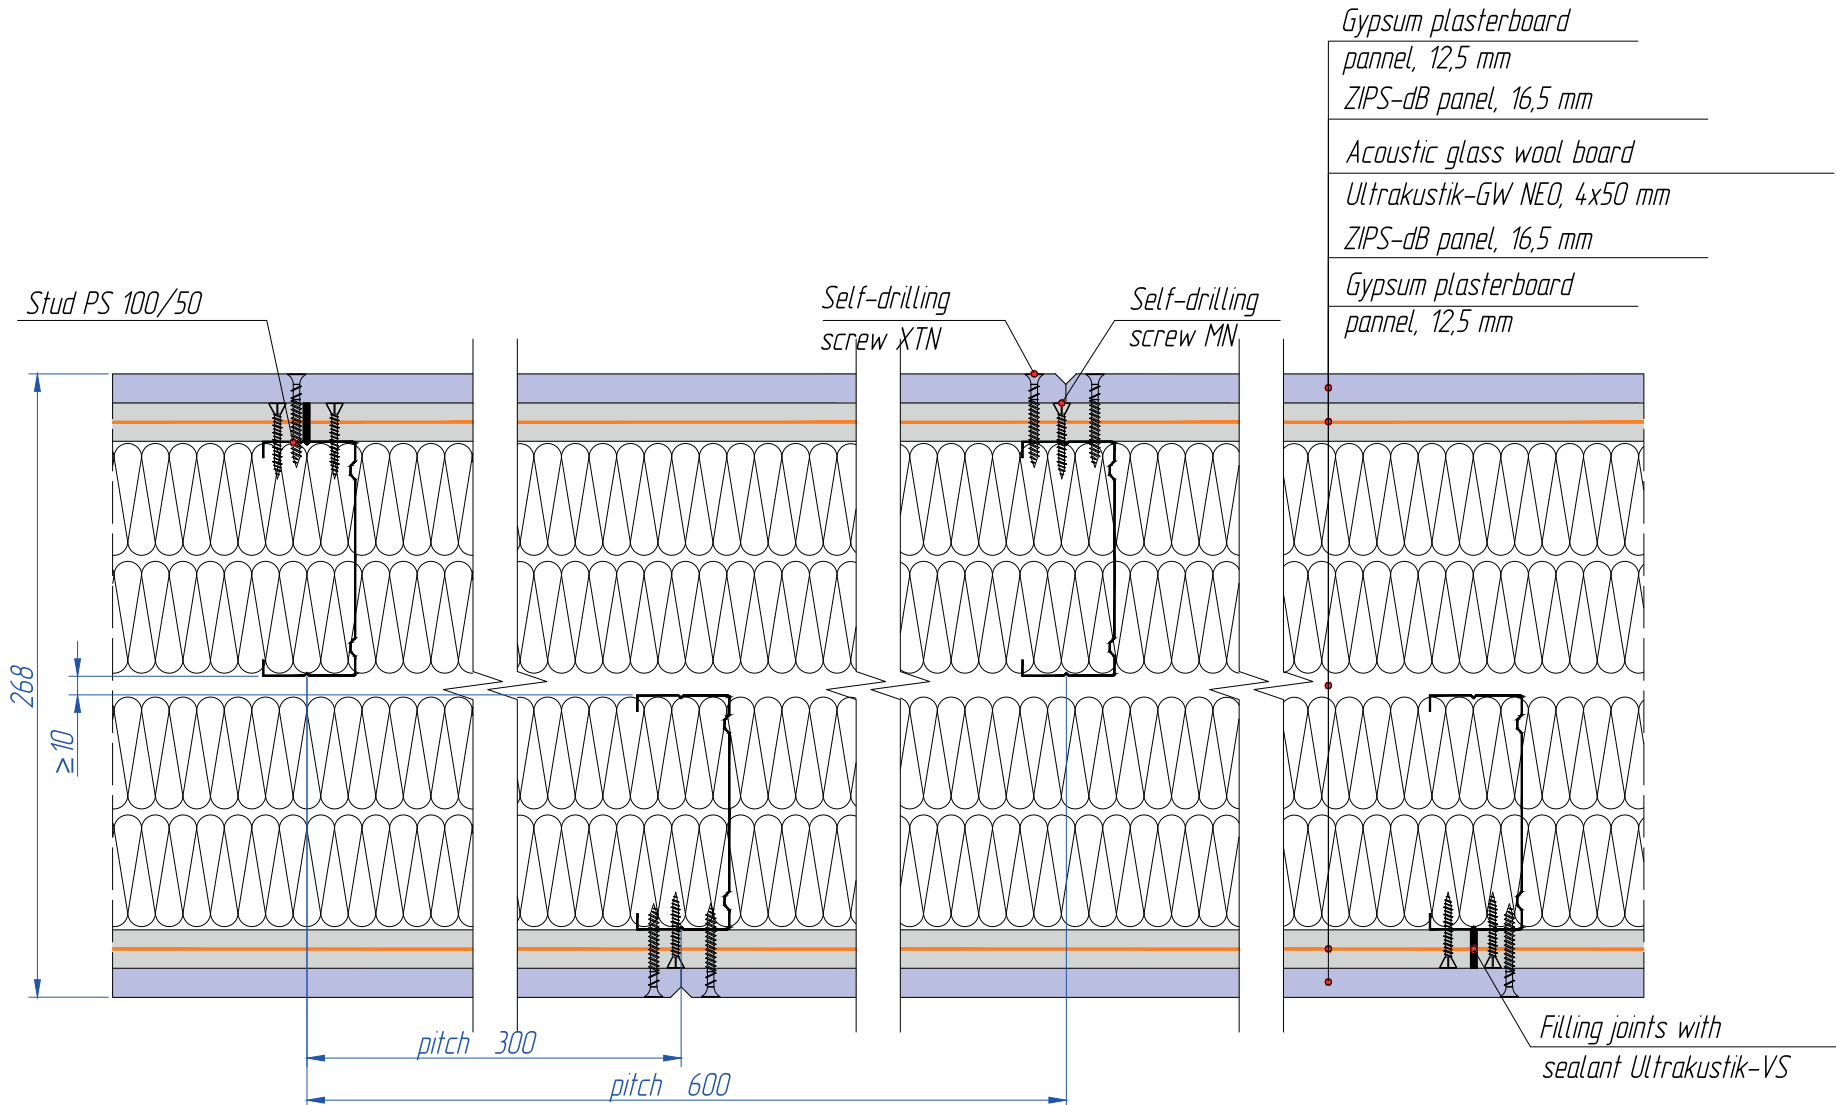 Gypsum plasterboard
pannel, 12,5 mm
ZIPS-dB panel, 16,5 mm
Acoustic glass wool board
Ultrakustik-GW NEO, 4x50 mm
ZIPS-dB panel, 16,5 mm
Gypsum plasterboard
pannel, 12,5 mm
Stud PS 100/50
Self-drilling
screw XTN
Self-drilling
screw MN
268
≥10
pitch 300
pitch 600
Filling joints with
sealant Ultrakustik-VS